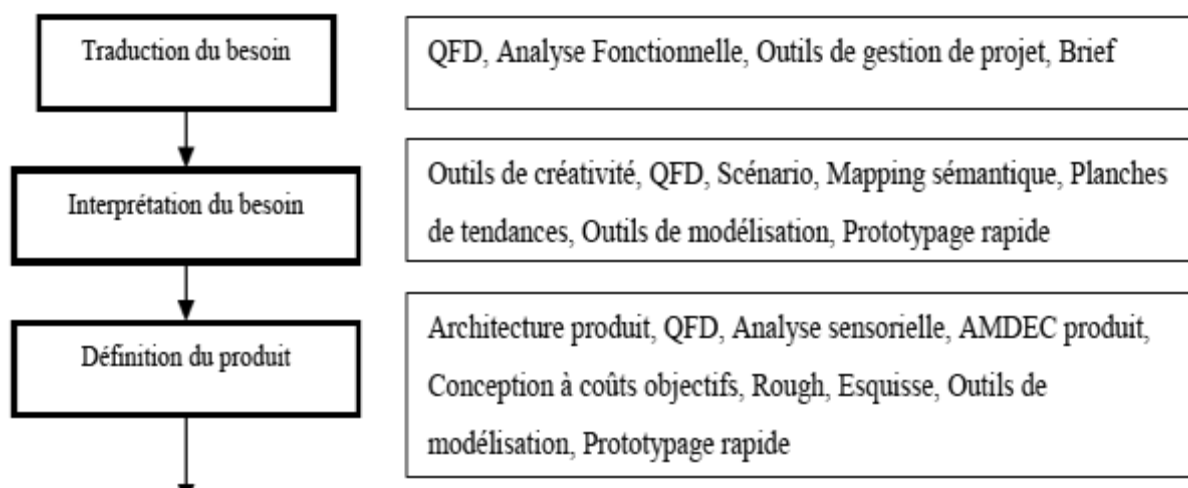 Traduction du besoin
QFD, Analyse Fonctionnelle, Outils de gestion de projet, Brief
Interprétation du besoin
Outils de créativité, QFD, Scénario, Mapping sémantique, Planches
de tendances, Outils de modélisation, Prototypage rapide
Définition du produit
Architecture produit, QFD, Analyse sensorielle, AMDEC produit,
Conception à coûts objectifs, Rough, Esquisse, Outils de
modélisation, Prototypage rapide